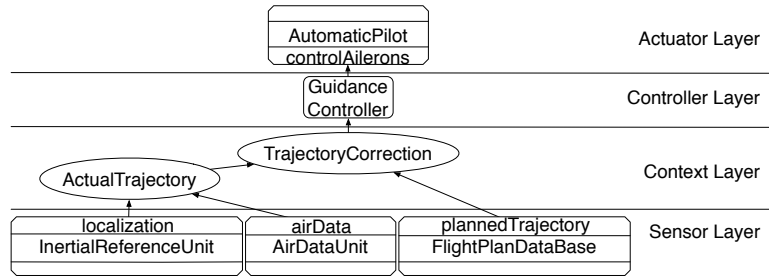 AutomaticPilot
controlAilerons
Actuator Layer
Guidance
Controller
Controller Layer
TrajectoryCorrection
ActualTrajectory
Context Layer
localization
InertialReferenceUnit
airData
AirDataUnit
plannedTrajectory
FlightPlanDataBase
Sensor Layer